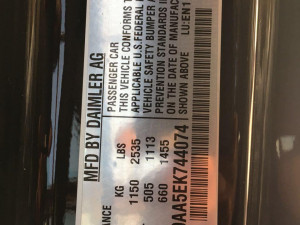 MFD BY DAIMLER AG
PASSENGER CAR
THIS VEHICLE CONFORMS T
APPLICABLE U.S. FEDERAL
VEHICLE SAFETY BUMPER A
PREVENTION STANDARDS I
ON THE DATE OF MANUFAC
SHOWN ABOVE LU:EN1
KG LBS
1150 2535
505 1113
660 1455
AA5EK744074